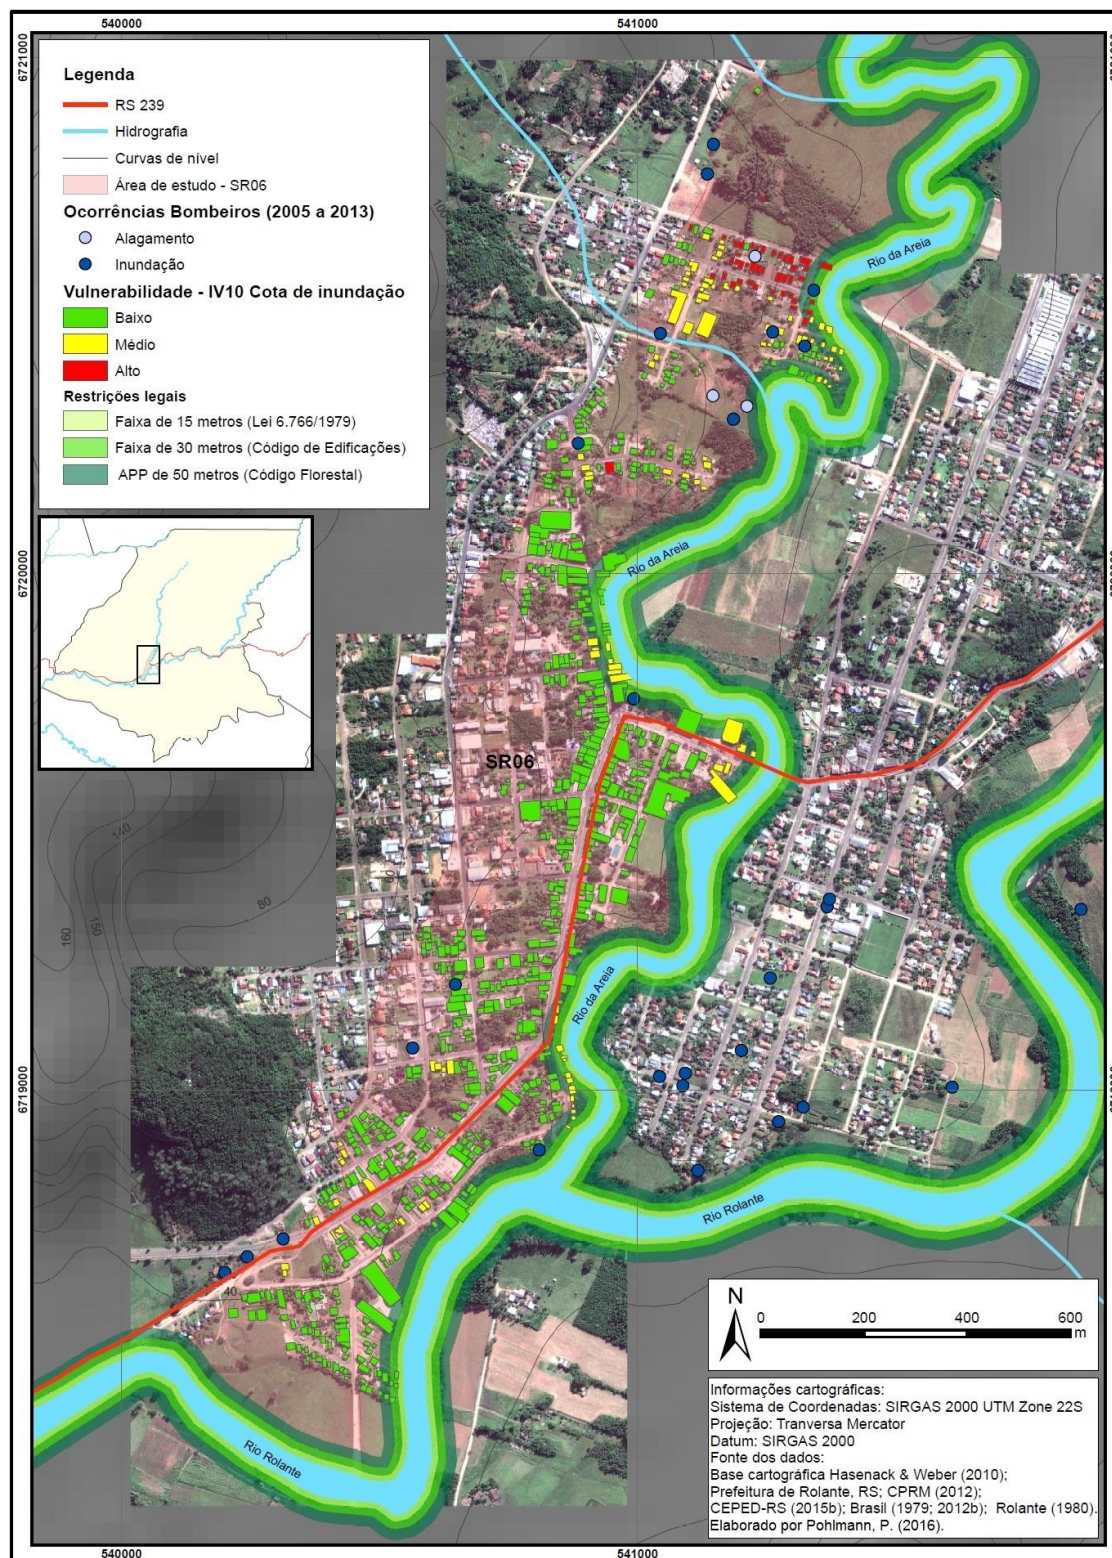 540000
541000
6721000
6721000
Legenda
RS 239
Hidrografia
Curvas de nível
Área de estudo - SR06
Ocorrências Bombeiros (2005 a 2013)
Alagamento
Inundação
Vulnerabilidade - IV10 Cota de inundação
Baixo
Médio
Alto
Restrições legais
Faixa de 15 metros (Lei 6.766/1979)
Faixa de 30 metros (Código de Edificações)
APP de 50 metros (Código Florestal)
100
Rio da Areia
6720000
6720000
Rio da Areia
SR06
140
80
160
Rio da Areia
6719000
6719000
Rio Rolante
40
Rio Rolante
N
0 200 400 600
m
Informações cartográficas:
Sistema de Coordenadas: SIRGAS 2000 UTM Zone 22S
Projeção: Tranversa Mercator
Datum: SIRGAS 2000
Fonte dos dados:
Base cartográfica Hasenack & Weber (2010);
Prefeitura de Rolante, RS; CPRM (2012);
CEPED-RS (2015b); Brasil (1979; 2012b); Rolante (1980).
Elaborado por Pohlmann, P. (2016).
540000
541000